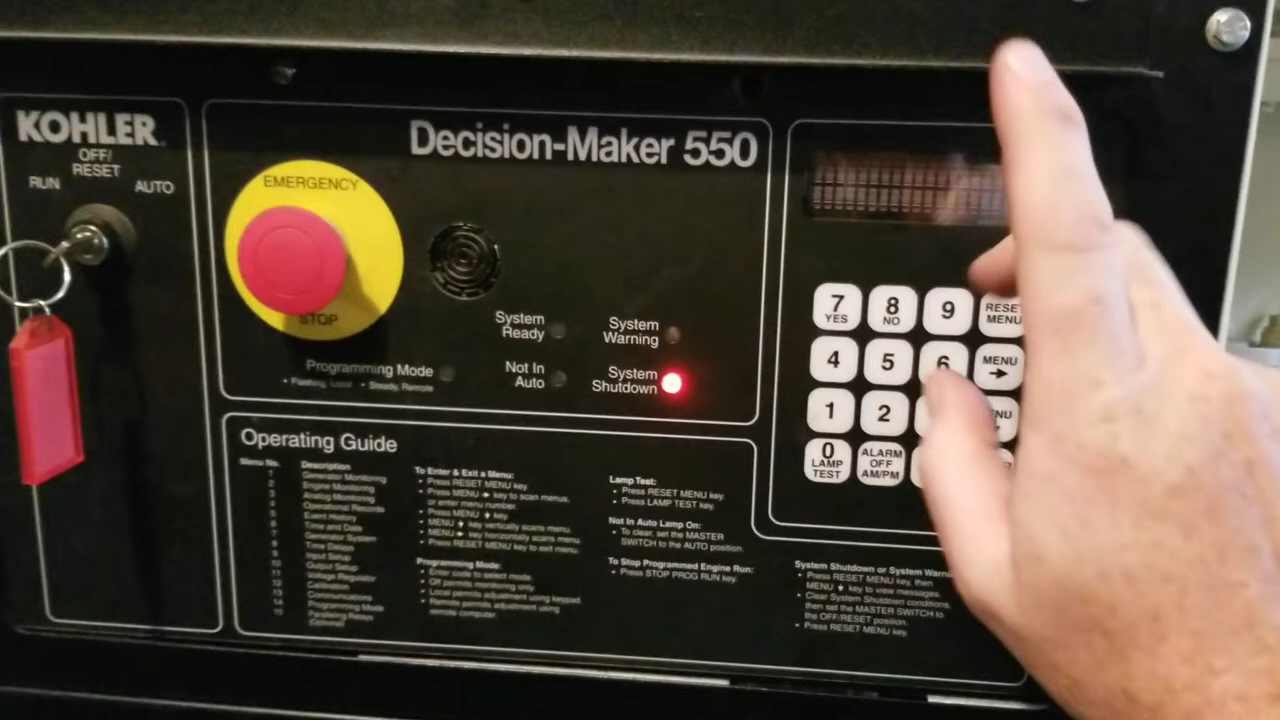 KOHLER.
OFF/
RESET
RUN
AUTO
Decision-Maker 550
EMERGENCY
STOP
System
Ready
System
Warning
Programming Mode
• Flashing, Local • Steady, Remote
Not In
Auto
System
Shutdown
7
YES
8
NO
9
RESET
MENU
4
5
6
MENU
1
2
0
LAMP
TEST
ALARM
OFF
AM/PM
Operating Guide
Menu No.
Description
1 Generator Monitoring
2 Engine Monitoring
3 Analog Monitoring
4 Operational Records
5 Event History
6 Time and Date
7 Generator System
8 Time Delays
9 Input Setup
10 Output Setup
11 Voltage Regulator
12 Calibration
13 Communications
14 Programming Mode
15 Paralleling Relays
(Optional)
To Enter & Exit a Menu:
• Press RESET MENU key.
• Press MENU → key to scan menus,
or enter menu number.
• Press MENU ↓ key.
• MENU ↓ key vertically scans menu.
• MENU → key horizontally scans menu.
• Press RESET MENU key to exit menu.
Programming Mode:
• Enter code to select mode.
• Off permits monitoring only.
• Local permits adjustment using keypad.
• Remote permits adjustment using
remote computer.
Lamp Test:
• Press RESET MENU key.
• Press LAMP TEST key.
Not In Auto Lamp On:
• To clear, set the MASTER
SWITCH to the AUTO position.
To Stop Programmed Engine Run:
• Press STOP PROG RUN key.
System Shutdown or System Warni
• Press RESET MENU key, then
MENU ↓ key to view messages.
• Clear System Shutdown conditions,
then set the MASTER SWITCH to
the OFF/RESET position.
• Press RESET MENU key.